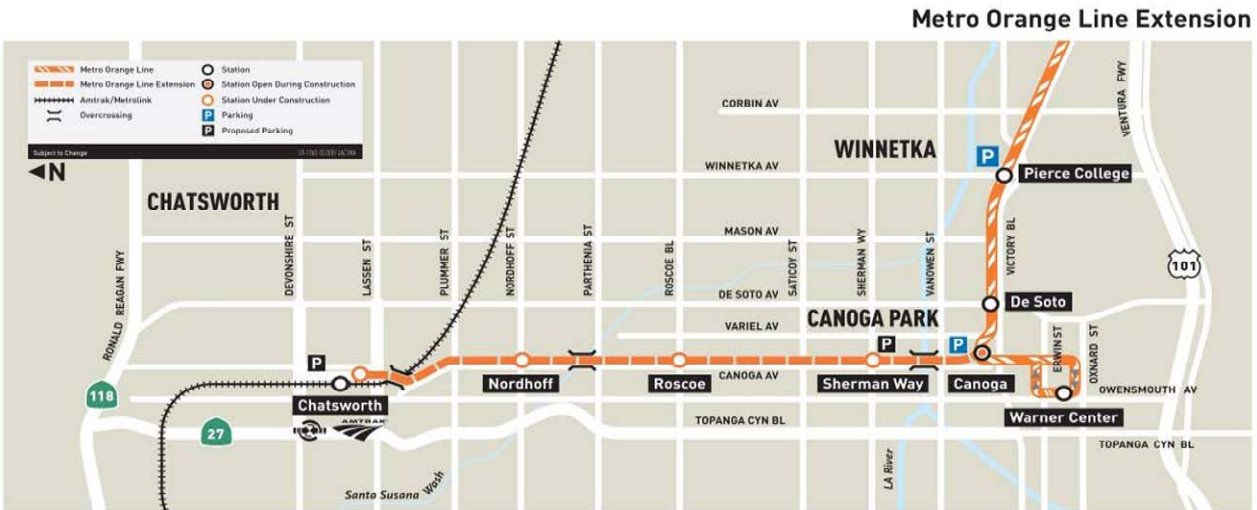 Metro Orange Line Extension
Metro Orange Line
Metro Orange Line Extension
Amtrak/Metrolink
Overcrossing
Station
Station Open During Construction
Station Under Construction
P Parking
P Proposed Parking
Subject to Change
N
CHATSWORTH
WINNETKA
CANOGA PARK
CORBIN AV
WINNETKA AV
MASON AV
DE SOTO AV
VARIEL AV
CANOGA AV
TOPANGA CYN BL
OWENSMOUTH AV
TOPANGA CYN BL
RONALD REAGAN FWY
DEVONSHIRE ST
LASSEN ST
PLUMMER ST
NORDHOFF ST
PARTHENIA ST
ROSCOE BL
SATICOY ST
SHERMAN WY
VANOWEN ST
VICTORY BL
ERWIN ST
OXNARD ST
VENTURA FWY
P
Pierce College
101
De Soto
P
P
P
Chatsworth
AMTRAK
Nordhoff
Roscoe
Sherman Way
Canoga
Warner Center
118
27
Santa Susana Wash
LA River